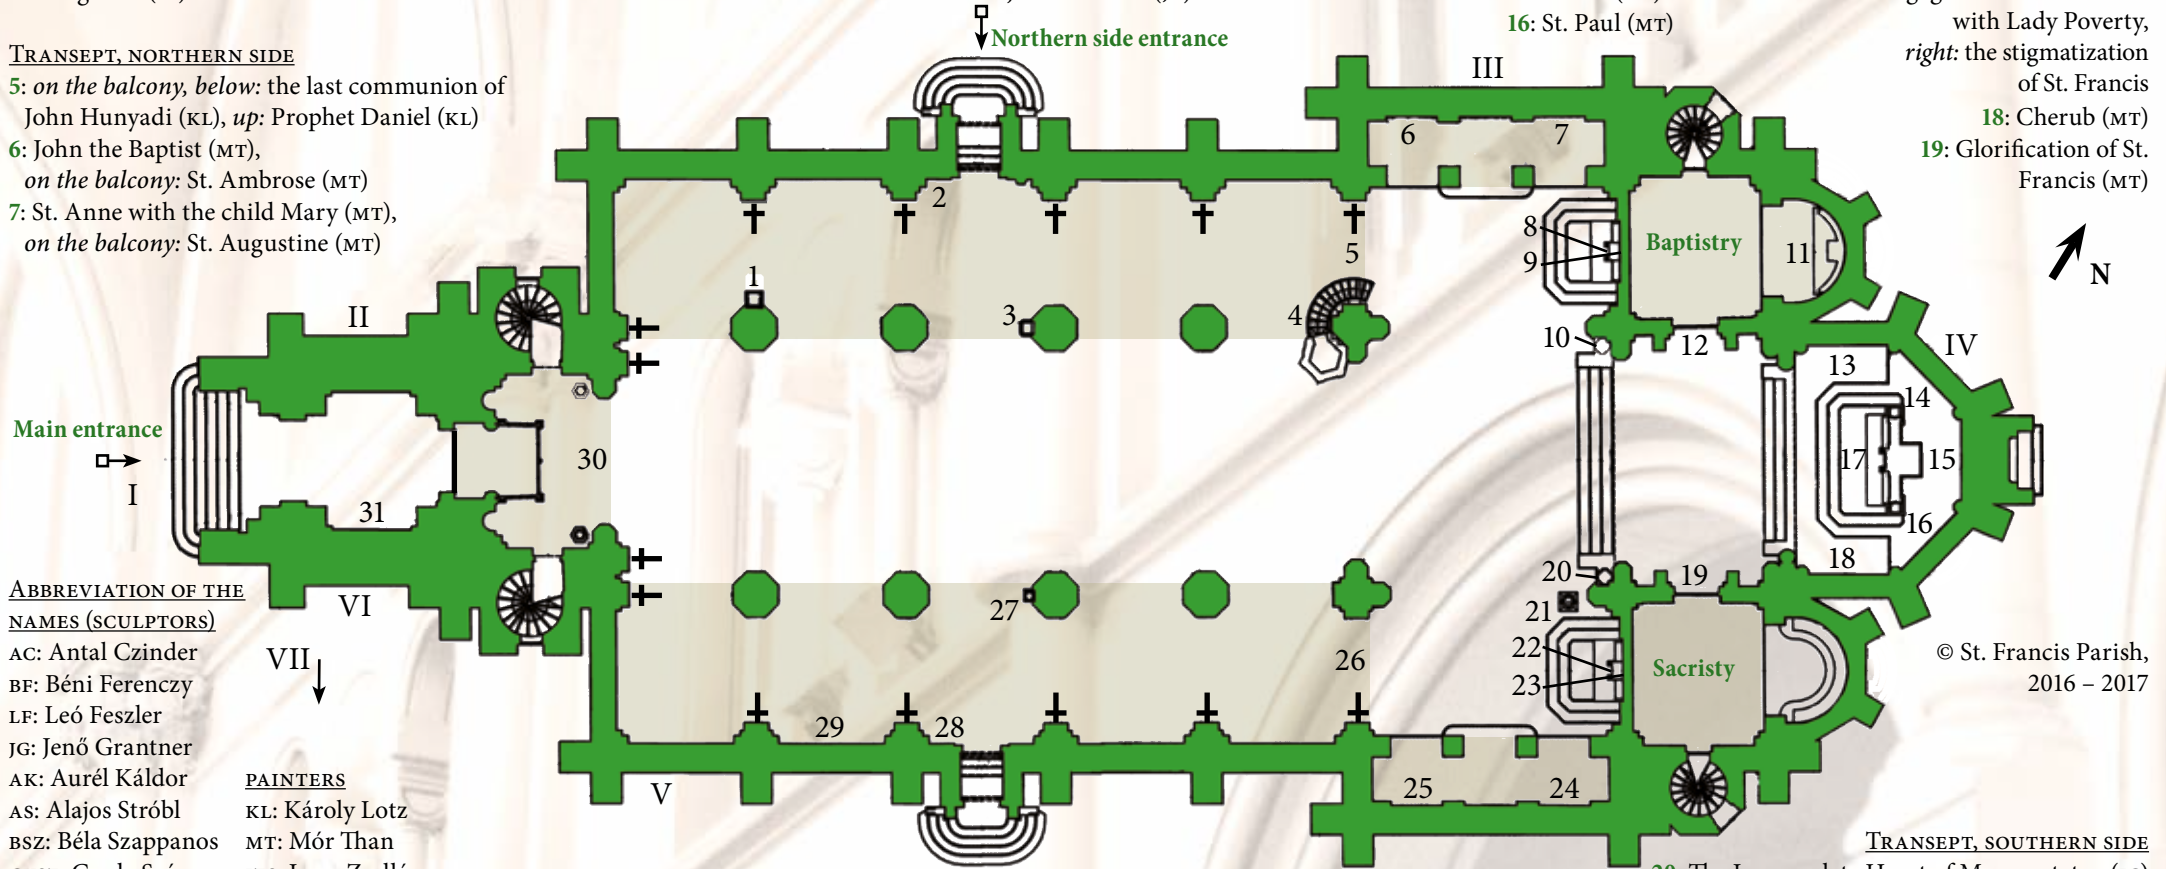 Northern side entrance
16: St. Paul (MT)
with Lady Poverty,
right: the stigmatization
of St. Francis
18: Cherub (MT)
19: Glorification of St.
Francis (MT)
N
TRANSEPT, NORTHERN SIDE
5: on the balcony, below: the last communion of
John Hunyadi (KL), up: Prophet Daniel (KL)
6: John the Baptist (MT),
on the balcony: St. Ambrose (MT)
7: St. Anne with the child Mary (MT),
on the balcony: St. Augustine (MT)
III
6
7
2
8
9
Baptistry
11
5
1
3
4
II
10
12
IV
13
14
Main entrance
I
30
17
15
31
16
18
VI
20
19
21
27
VII
22
23
26
Sacristy
29
28
V
25
24
ABBREVIATION OF THE
NAMES (SCULPTORS)
AC: Antal Czinder
BF: Béni Ferenczy
LF: Leó Feszler
JG: Jenő Grantner
AK: Aurél Káldor
AS: Alajos Stróbl
BSZ: Béla Szappanos
PAINTERS
KL: Károly Lotz
MT: Mór Than
© St. Francis Parish,
2016 – 2017
TRANSEPT, SOUTHERN SIDE